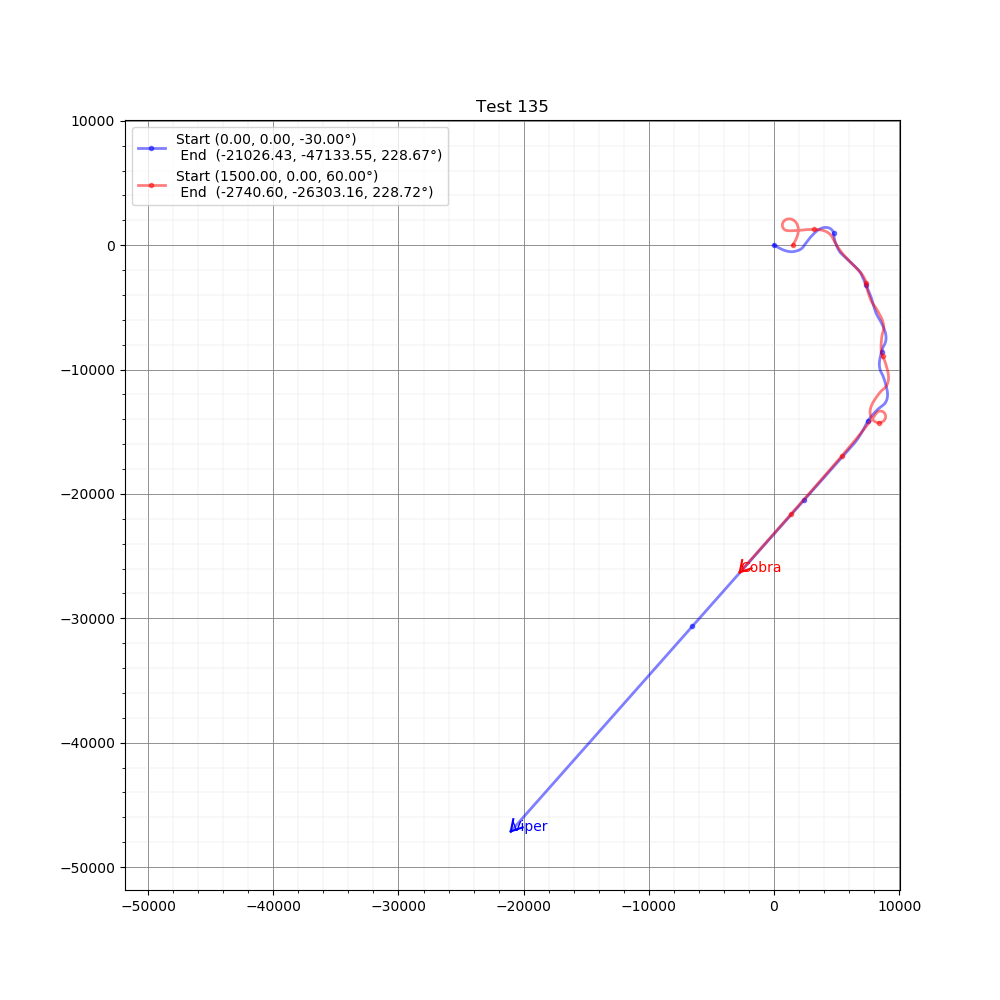 Test 135
Start (0.00, 0.00, -30.00°)
End (-21026.43, -47133.55, 228.67°)
Start (1500.00, 0.00, 60.00°)
End (-2740.60, -26303.16, 228.72°)
10000
0
−10000
−20000
−30000
−40000
−50000
Cobra
Viper
−50000
−40000
−30000
−20000
−10000
0
10000